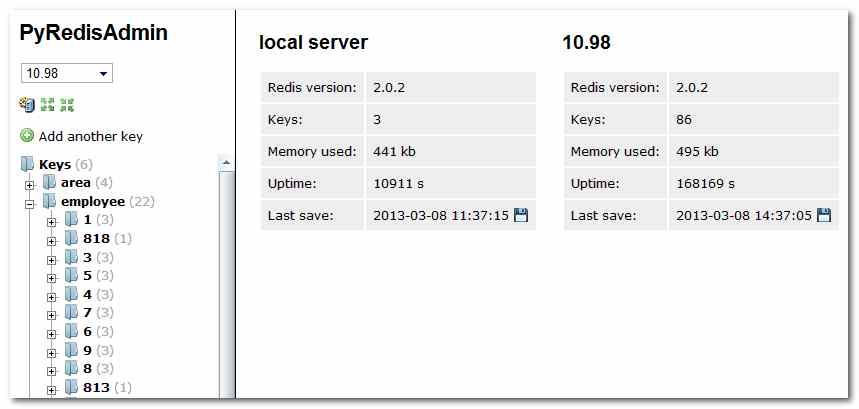 PyRedisAdmin
10.98
Add another key
Keys (6)
area (4)
employee (22)
1 (3)
818 (1)
3 (3)
5 (3)
4 (3)
7 (3)
6 (3)
9 (3)
8 (3)
813 (1)
local server
Redis version: 2.0.2
Keys: 3
Memory used: 441 kb
Uptime: 10911 s
Last save: 2013-03-08 11:37:15
10.98
Redis version: 2.0.2
Keys: 86
Memory used: 495 kb
Uptime: 168169 s
Last save: 2013-03-08 14:37:05